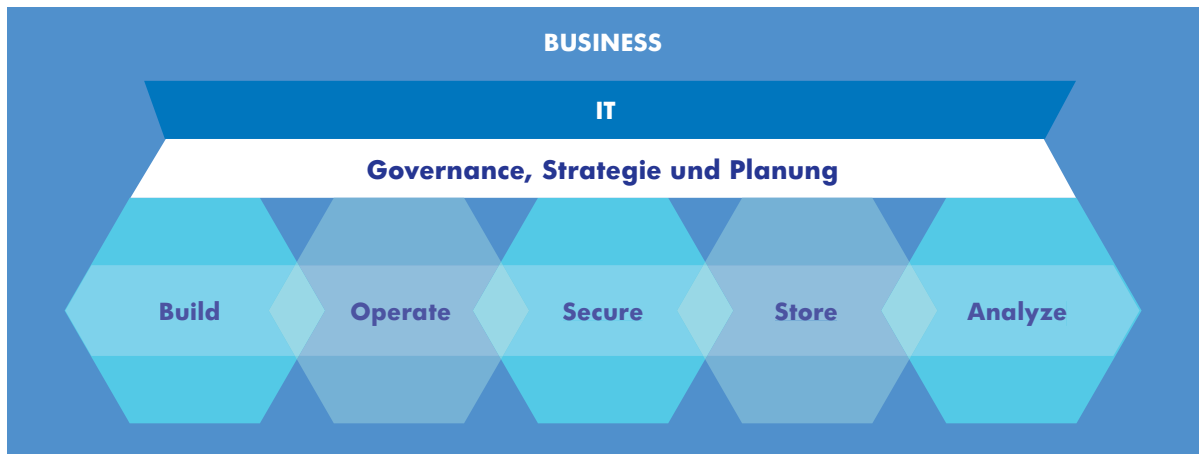 BUSINESS
IT
Governance, Strategie und Planung
Build Operate Secure Store Analyze